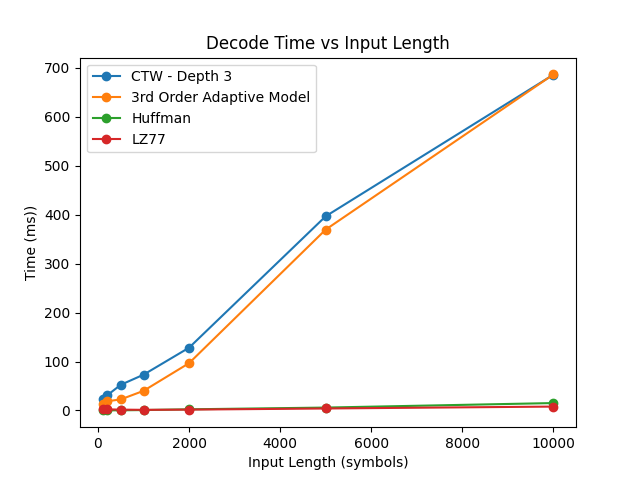 Decode Time vs Input Length
CTW - Depth 3
3rd Order Adaptive Model
Huffman
LZ77
Time (ms))
700
600
500
400
300
200
100
0
0 2000 4000 6000 8000 10000
Input Length (symbols)